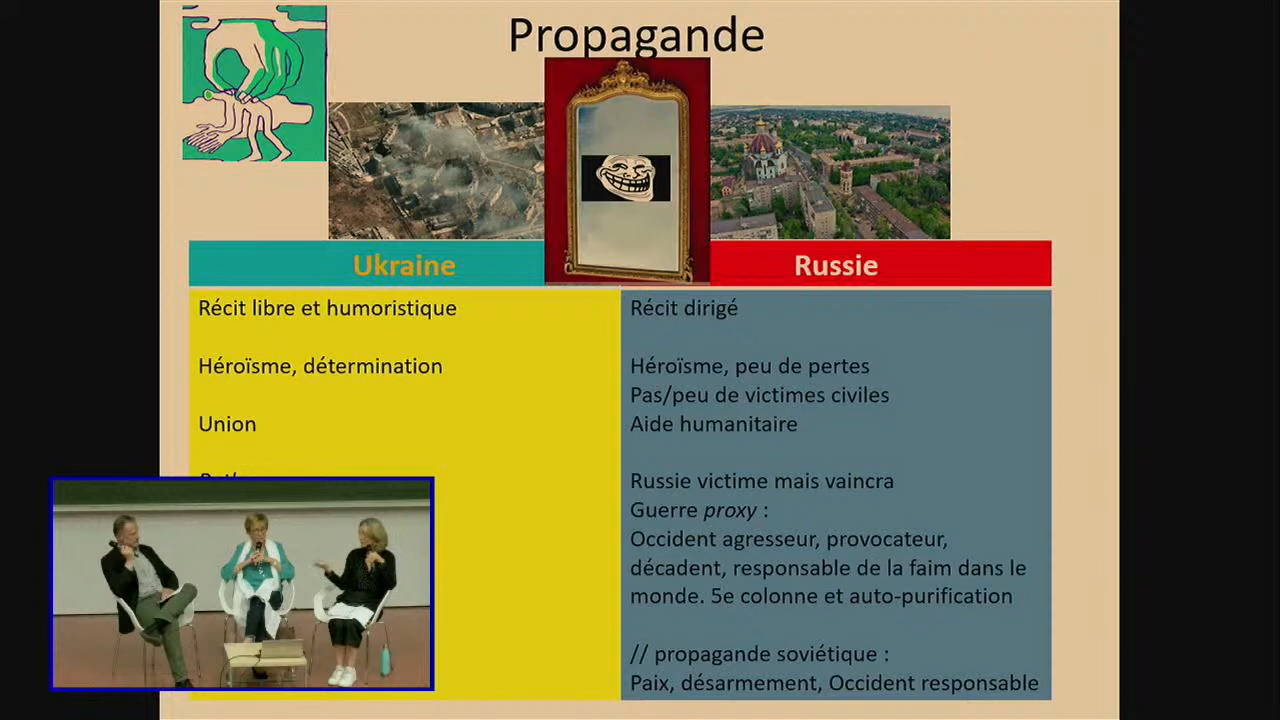 Propagande
Ukraine
Russie
Récit libre et humoristique
Héroïsme, détermination
Union
Récit dirigé
Héroïsme, peu de pertes
Pas/peu de victimes civiles
Aide humanitaire
Russie victime mais vaincra
Guerre proxy :
Occident agresseur, provocateur,
décadent, responsable de la faim dans le
monde. 5e colonne et auto-purification
// propagande soviétique :
Paix, désarmement, Occident responsable